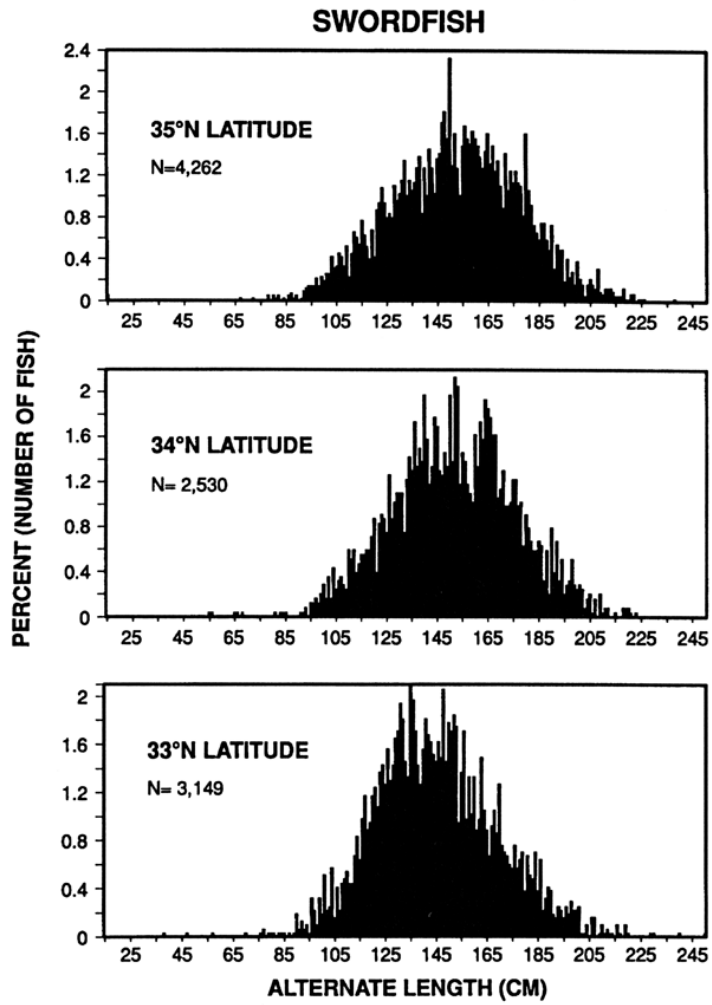 SWORDFISH
2.4
2
1.6
1.2
0.8
0.4
0
35°N LATITUDE
N=4,262
25 45 65 85 105 125 145 165 185 205 245
2
1.6
1.2
0.8
0.4
0
34°N LATITUDE
N= 2,530
25 45 65 85 105 125 145 165 185 205 245
2
1.6
1.2
0.8
0.4
0
33°N LATITUDE
N= 3,149
25 45 65 85 105 125 145 165 185 205 245
PERCENT (NUMBER OF FISH)
ALTERNATE LENGTH (CM)